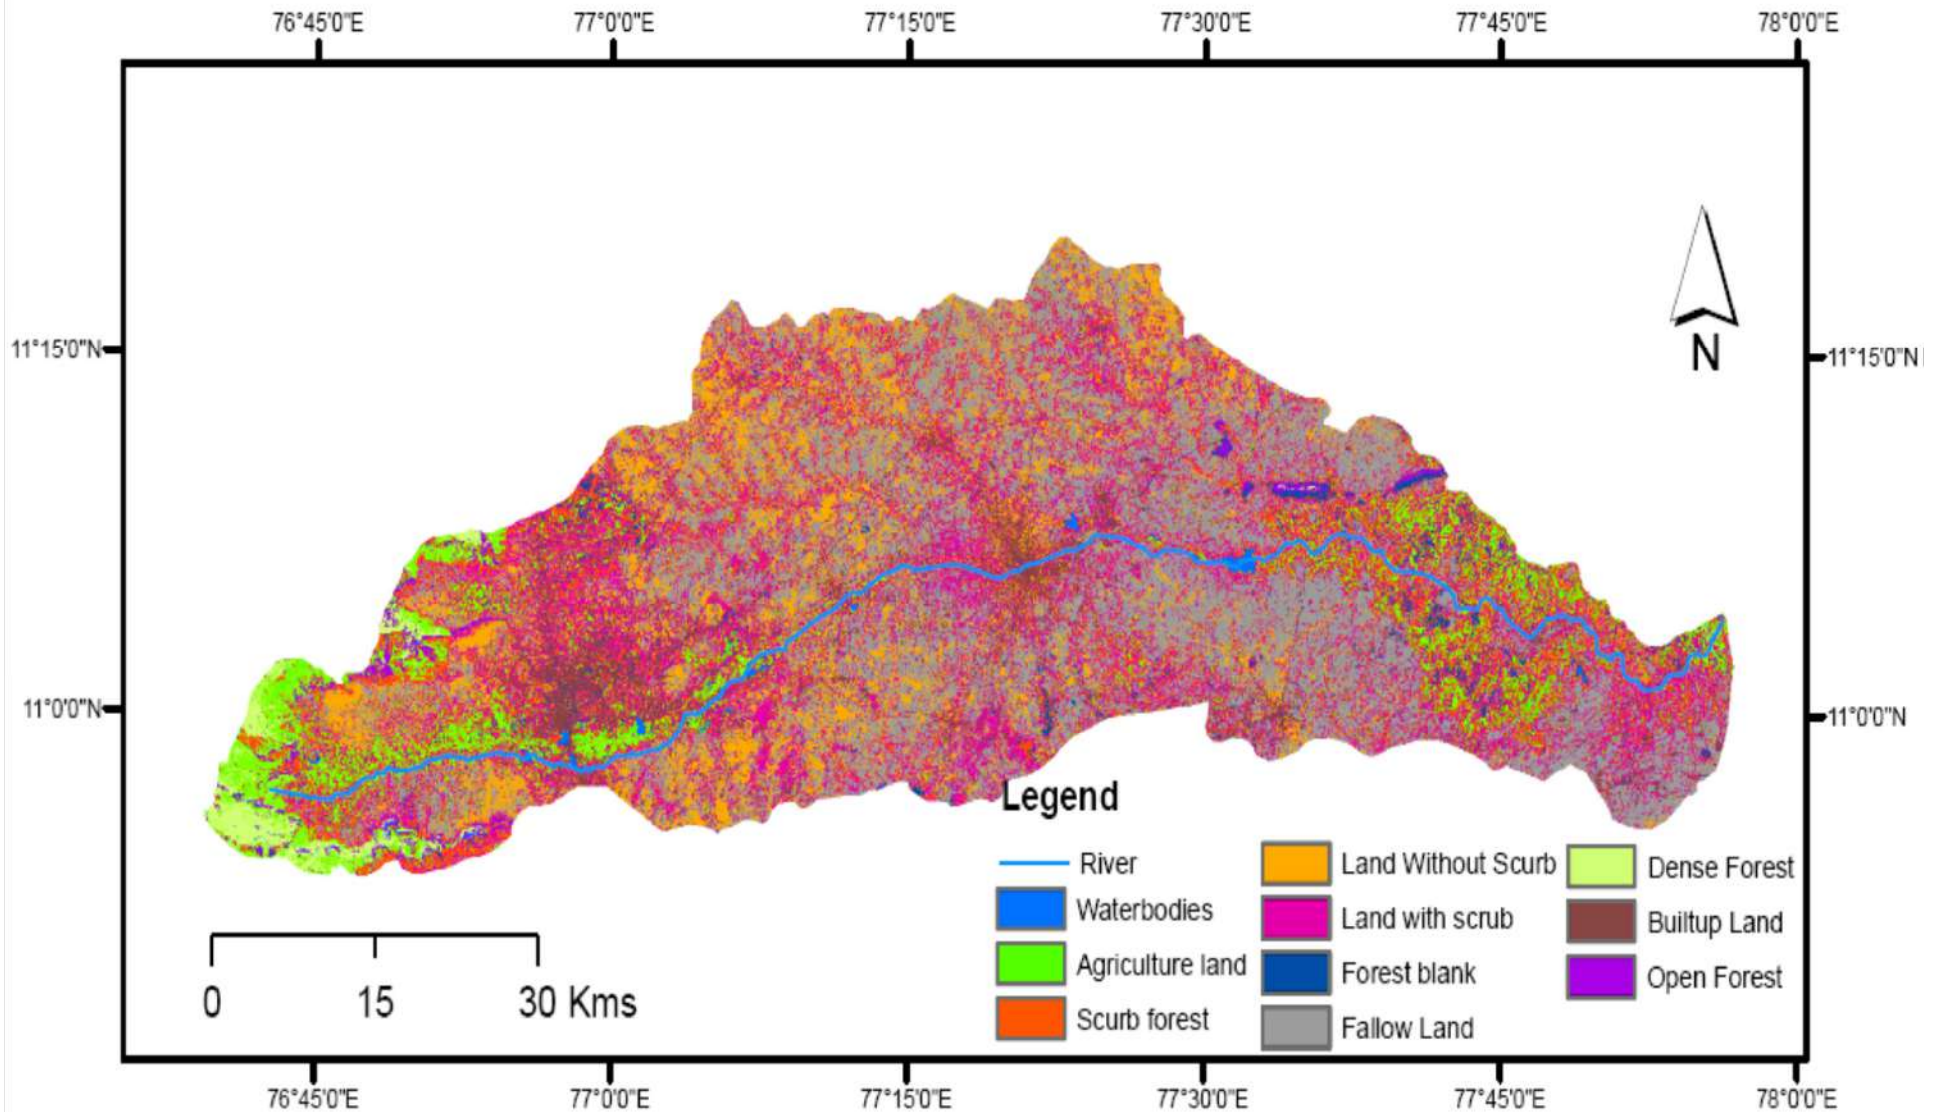 76°45'0"E 77°0'0"E 77°15'0"E 77°30'0"E 77°45'0"E 78°0'0"E
11°15'0"N 11°15'0"N
N
11°0'0"N 11°0'0"N
Legend
River
Waterbodies
Agriculture land
Scurb forest
Land Without Scurb
Land with scrub
Forest blank
Fallow Land
Dense Forest
Builtup Land
Open Forest
0 15 30 Kms
76°45'0"E 77°0'0"E 77°15'0"E 77°30'0"E 77°45'0"E 78°0'0"E